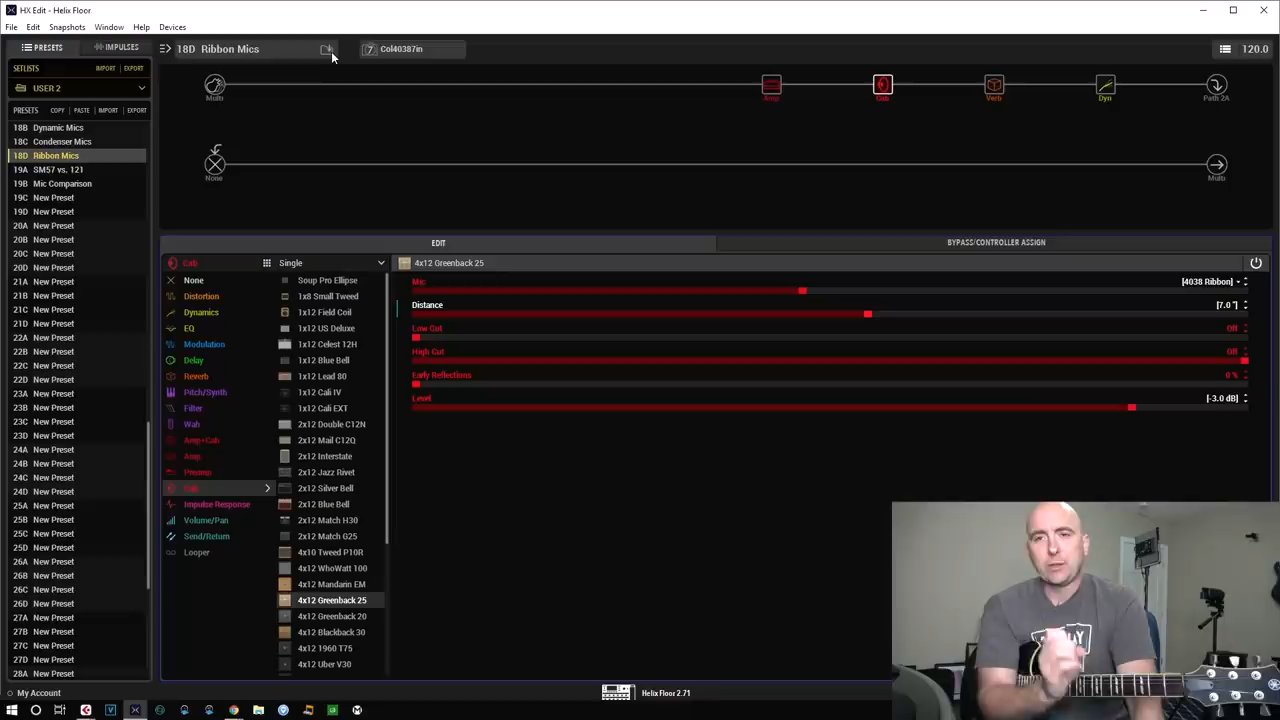 HX Edit - Helix Floor
File Edit Snapshots Window Help Devices
PRESETS IMPULSES
18D Ribbon Mics
7 Col40387in
120.0
SETLISTS IMPORT EXPORT
USER 2
PRESETS COPY PASTE IMPORT EXPORT
18B Dynamic Mics
18C Condenser Mics
18D Ribbon Mics
19A SM57 vs. 121
19B Mic Comparison
19C New Preset
19D New Preset
20A New Preset
20B New Preset
20C New Preset
20D New Preset
21A New Preset
21B New Preset
21C New Preset
21D New Preset
22A New Preset
22B New Preset
22C New Preset
22D New Preset
23A New Preset
23B New Preset
23C New Preset
23D New Preset
24A New Preset
24B New Preset
24C New Preset
24D New Preset
25A New Preset
25B New Preset
25C New Preset
25D New Preset
26A New Preset
26B New Preset
26C New Preset
26D New Preset
27A New Preset
27B New Preset
27C New Preset
27D New Preset
28A New Preset
Multi Amp Cab Verb Dyn Path 2A
None Multi
EDIT BYPASS/CONTROLLER ASSIGN
Cab Single 4x12 Greenback 25
None
Distortion
Dynamics
EQ
Modulation
Delay
Reverb
Pitch/Synth
Filter
Wah
Amp+Cab
Amp
Preamp
Cab
Impulse Response
Volume/Pan
Send/Return
Looper
Soup Pro Ellipse
1x8 Small Tweed
1x12 Field Coil
1x12 US Deluxe
1x12 Celest 12H
1x12 Blue Bell
1x12 Lead 80
1x12 Cali IV
1x12 Cali EXT
2x12 Double C12N
2x12 Mail C12Q
2x12 Interstate
2x12 Jazz Rivet
2x12 Silver Bell
2x12 Blue Bell
2x12 Match H30
2x12 Match G25
4x10 Tweed P10R
4x12 WhoWatt 100
4x12 Mandarin EM
4x12 Greenback 25
4x12 Greenback 20
4x12 Blackback 30
4x12 1960 T75
4x12 Uber V30
Mic [4038 Ribbon]
Distance [7.0 "]
Low Cut Off
High Cut Off
Early Reflections 0 %
Level [-3.0 dB]
My Account
Helix Floor 2.71